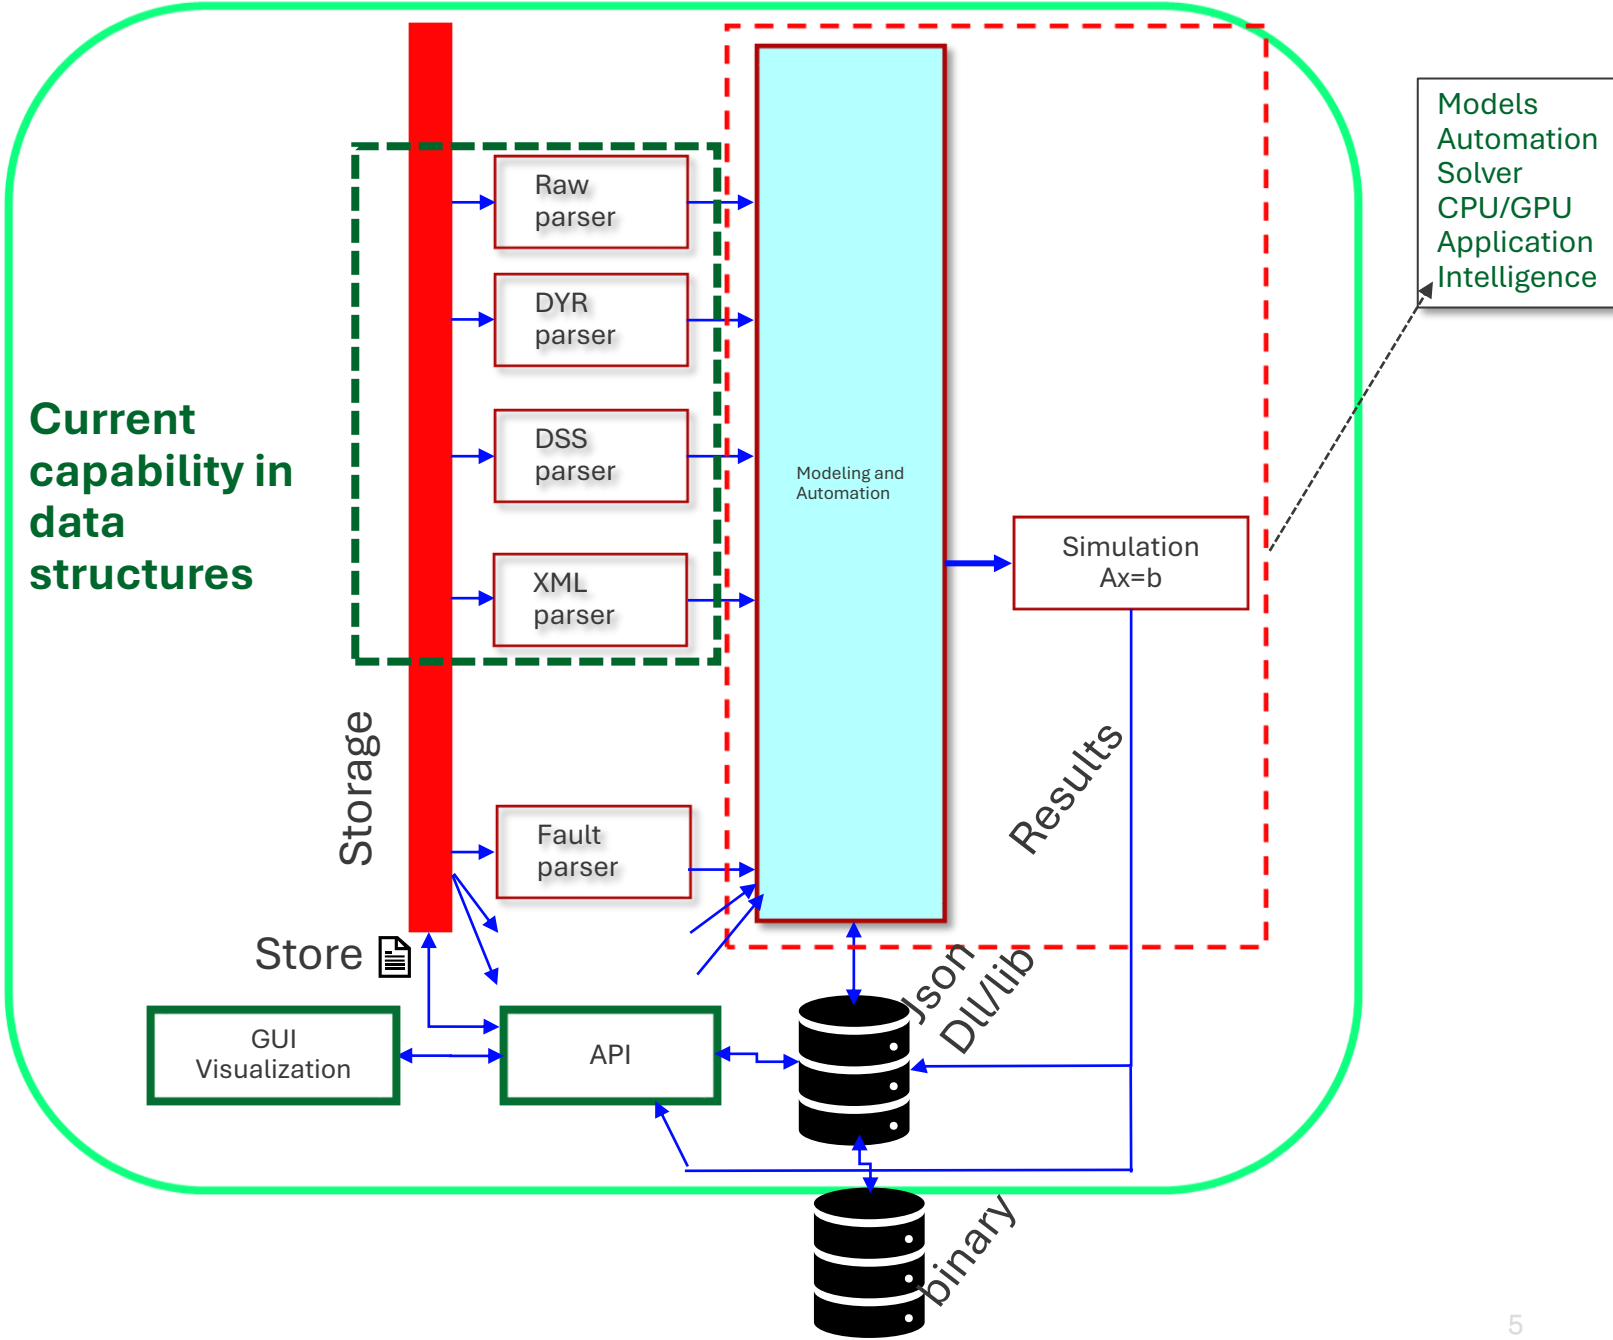 Models
Automation
Solver
CPU/GPU
Application
Intelligence
Raw
parser
DYR
parser
DSS
parser
XML
parser
Fault
parser
Current
capability in
data
structures
Modeling and
Automation
Simulation
Ax=b
Storage
Results
Store
Json
Dll/lib
GUI
Visualization
API
binary
5